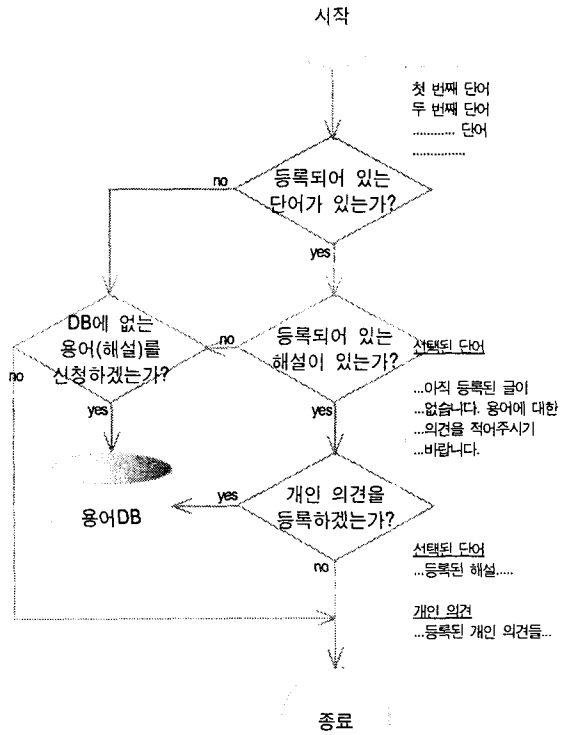 시작
첫 번째 단어
두 번째 단어
............ 단어
...............
no
등록되어 있는
단어가 있는가?
yes
DB에 없는
용어(해설)를
신청하겠는가?
no
yes
no
등록되어 있는
해설이 있는가?
yes
선택된 단어
...아직 등록된 글이
...없습니다. 용어에 대한
...의견을 적어주시기
...바랍니다.
용어DB
yes
개인 의견을
등록하겠는가?
no
선택된 단어
...등록된 해설.....
개인 의견
...등록된 개인 의견들...
종료